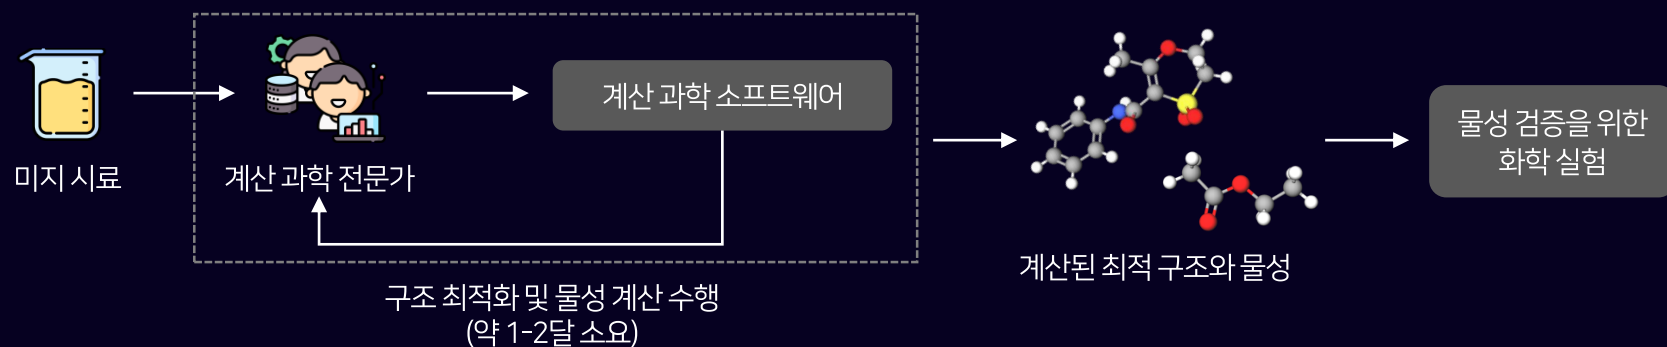 미지 시료
계산 과학 전문가
계산 과학 소프트웨어
구조 최적화 및 물성 계산 수행
(약 1-2달 소요)
계산된 최적 구조와 물성
물성 검증을 위한
화학 실험